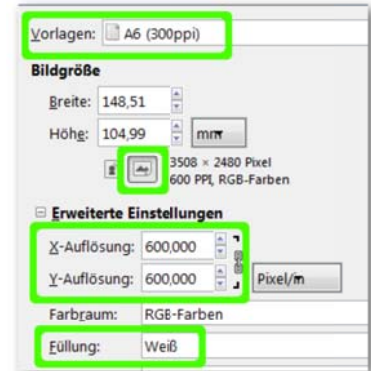 Vorlagen: A6 (300ppi)
Bildgröße
Breite: 148,51
Höhe: 104,99 mm
3508 × 2480 Pixel
600 PPI, RGB-Farben
Erweiterte Einstellungen
X-Auflösung: 600,000
Y-Auflösung: 600,000 Pixel/in
Farbraum: RGB-Farben
Füllung: Weiß